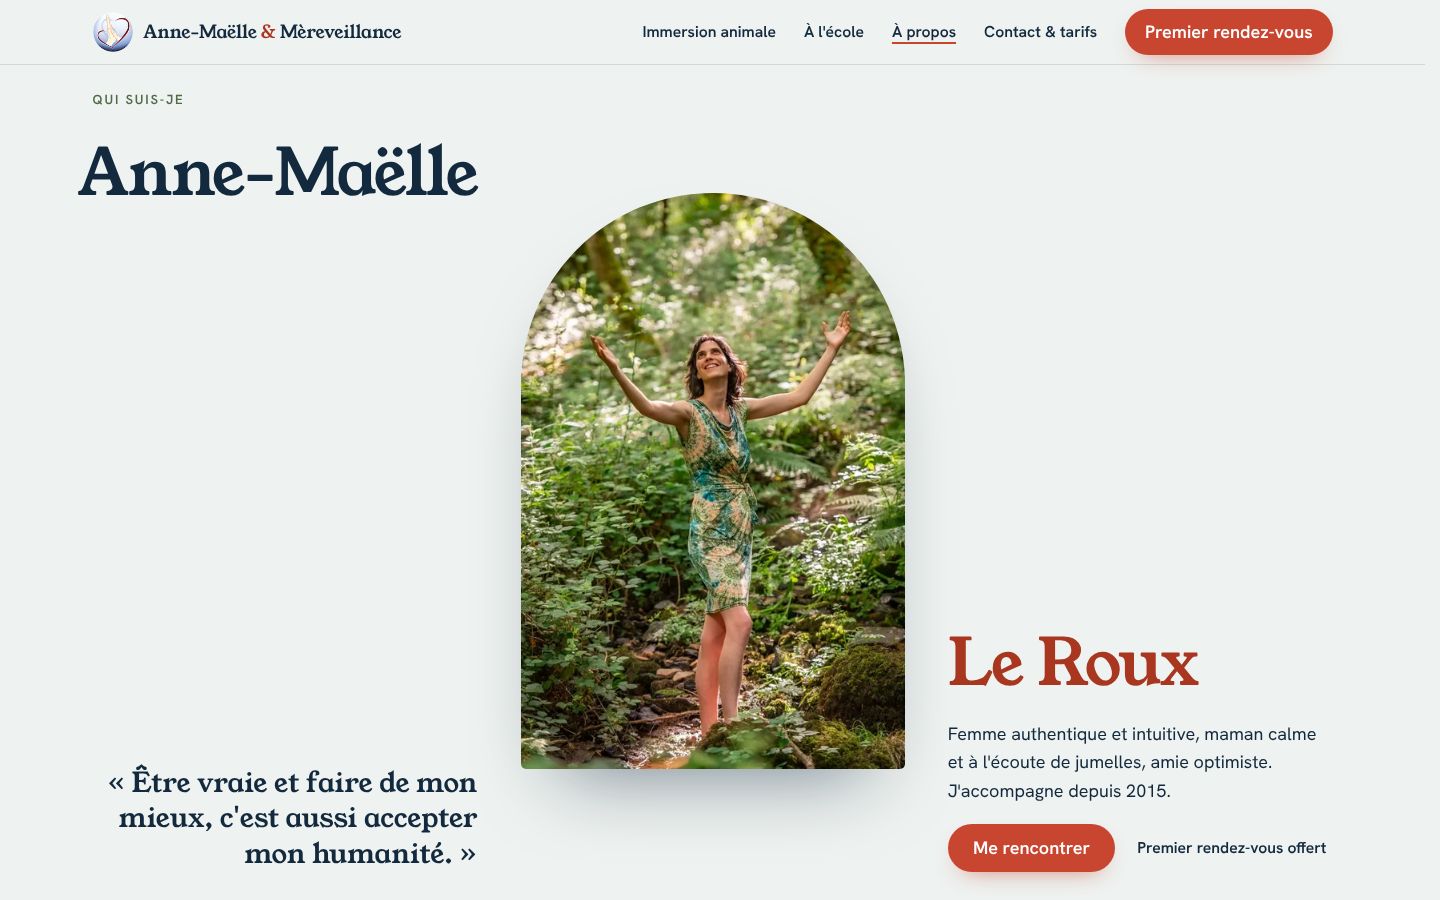 Anne-Maëlle & Mèreveillance
Immersion animale
À l'école
À propos
Contact & tarifs
Premier rendez-vous
QUI SUIS-JE
Anne-Maëlle
Le Roux
Femme authentique et intuitive, maman calme
et à l'écoute de jumelles, amie optimiste.
J'accompagne depuis 2015.
« Être vraie et faire de mon
mieux, c'est aussi accepter
mon humanité. »
Me rencontrer
Premier rendez-vous offert